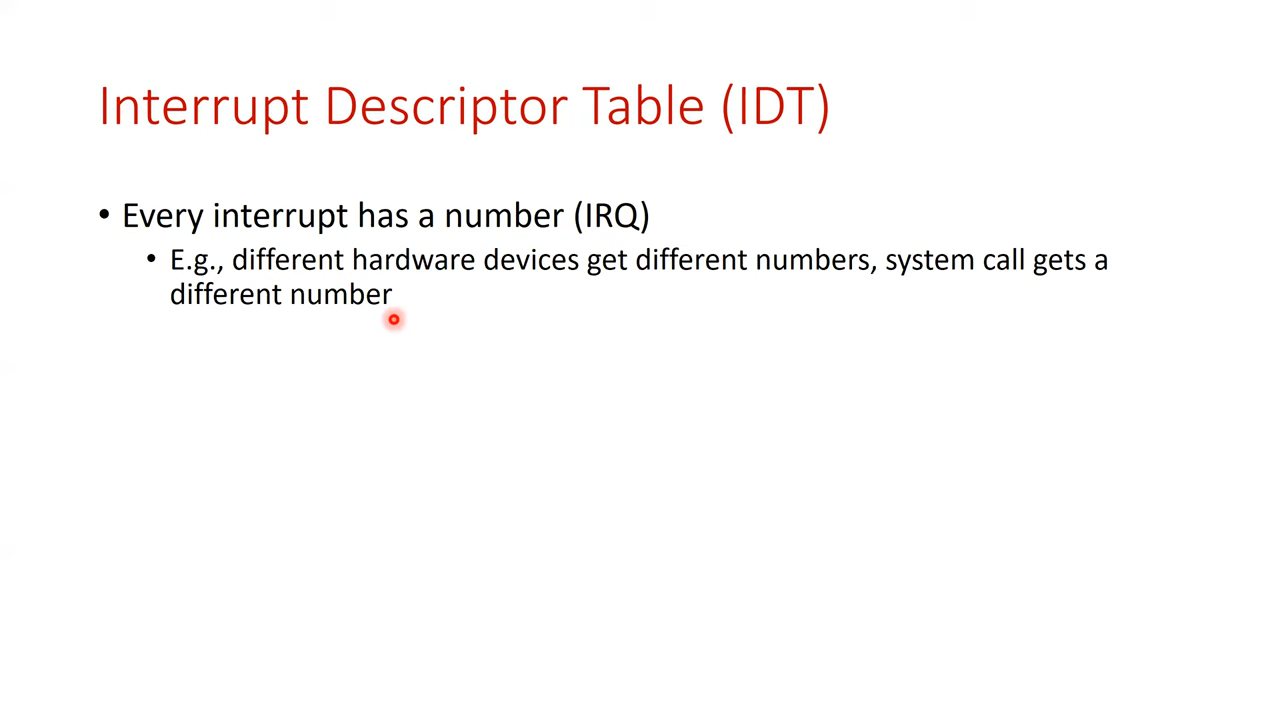 Interrupt Descriptor Table (IDT)
• Every interrupt has a number (IRQ)
• E.g., different hardware devices get different numbers, system call gets a
different number